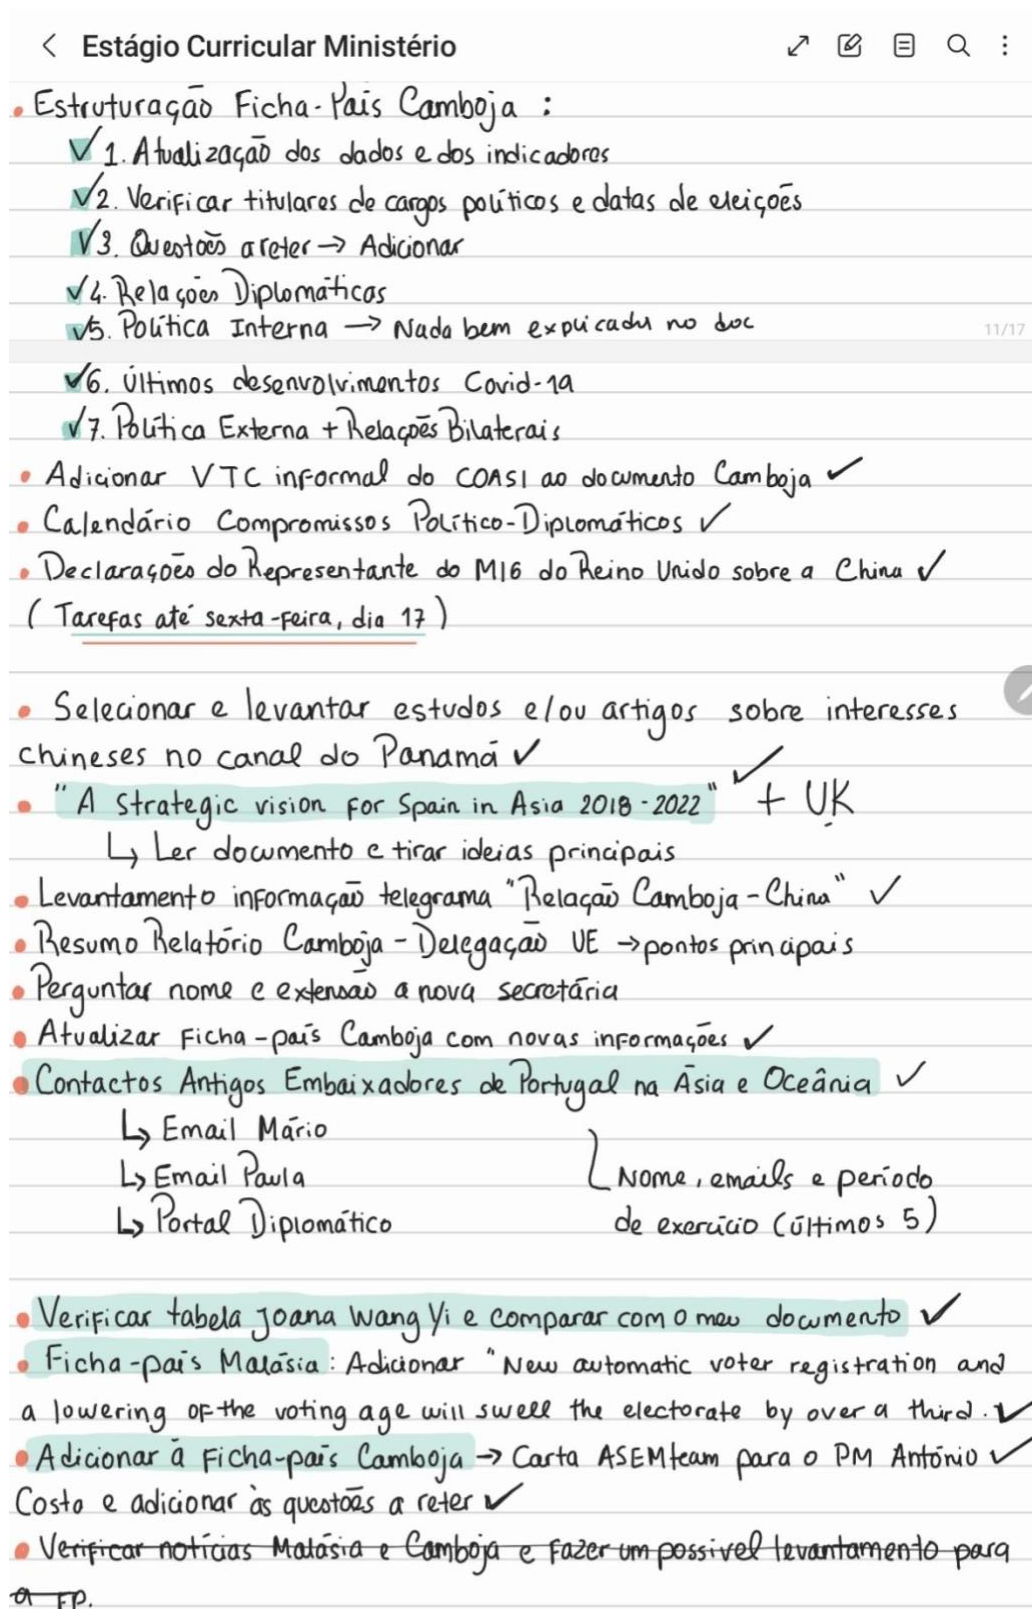 Estágio Curricular Ministério
• Estruturação Ficha-País Camboja :
✓ 1. Atualização dos dados e dos indicadores
✓ 2. Verificar titulares de cargos políticos e datas de eleições
✓ 3. Questões a reter → Adicionar
✓ 4. Relações Diplomáticas
✓ 5. Política Interna → Nada bem explicado no doc
11/17
✓ 6. Últimos desenvolvimentos Covid-19
✓ 7. Política Externa + Relações Bilaterais
• Adicionar VTC informal do COASI ao documento Camboja ✓
• Calendário Compromissos Político-Diplomáticos ✓
• Declarações do Representante do MI6 do Reino Unido sobre a China ✓
( Tarefas até sexta-feira, dia 17 )
• Selecionar e levantar estudos e/ou artigos sobre interesses
chineses no canal do Panamá ✓
• "A strategic vision for Spain in Asia 2018-2022" ✓ + UK
↳ Ler documento e tirar ideias principais
• Levantamento informação telegrama "Relação Camboja-China" ✓
• Resumo Relatório Camboja - Delegação UE → pontos principais
• Perguntar nome e extensão a nova secretária
• Atualizar Ficha-país Camboja com novas informações ✓
• Contactos Antigos Embaixadores de Portugal na Ásia e Oceânia ✓
↳ Email Mário
↳ Email Paula
↳ Portal Diplomático
Nome, emails e período
de exercício (últimos 5)
• Verificar tabela Joana Wang Yi e comparar com o meu documento ✓
• Ficha-país Malásia: Adicionar "New automatic voter registration and
a lowering of the voting age will swell the electorate by over a third. ✓
• Adicionar à Ficha-país Camboja → Carta ASEMteam para o PM António ✓
Costa e adicionar às questões a reter ✓
• Verificar notícias Malásia e Camboja e fazer um possivel levantamento para
a FP.